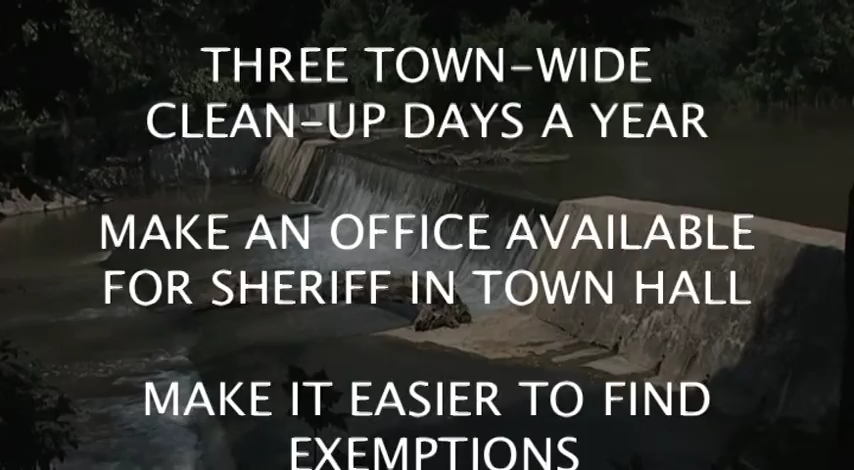 THREE TOWN-WIDE
CLEAN-UP DAYS A YEAR
MAKE AN OFFICE AVAILABLE
FOR SHERIFF IN TOWN HALL
MAKE IT EASIER TO FIND
EXEMPTIONS